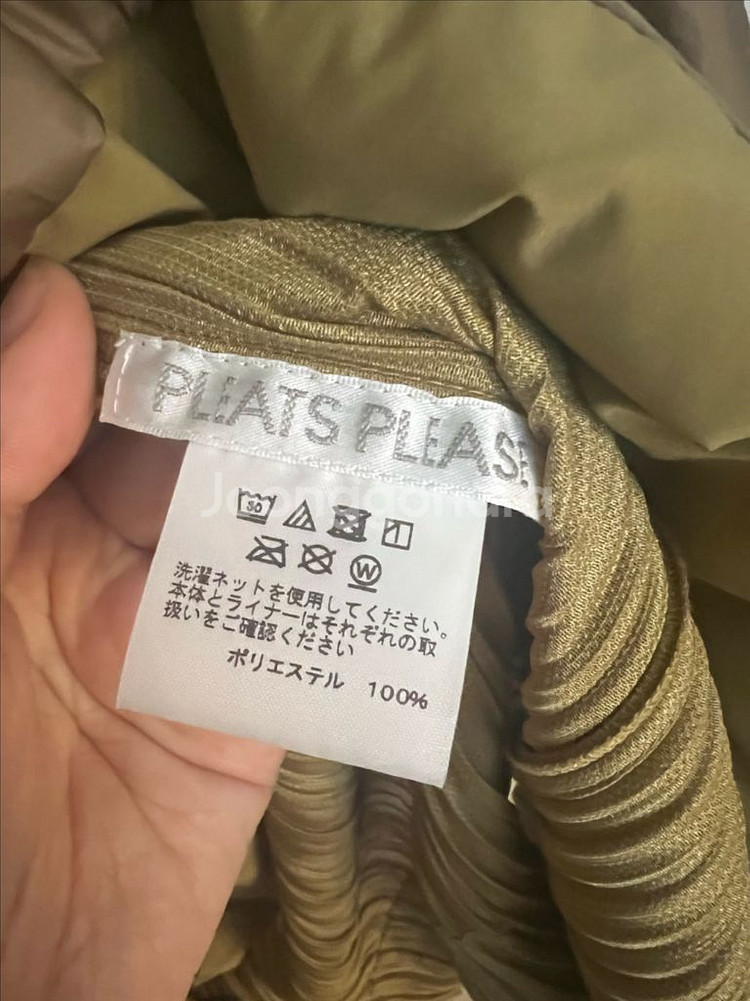 PLEATS PLEASE
Joonggonara
30
W
洗濯ネットを使用してください。
本体とライナーはそれぞれの取
扱いをご確認ください
ポリエステル 100%